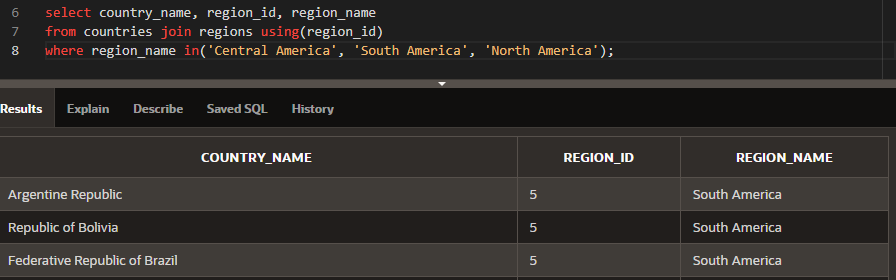 6 select country_name, region_id, region_name
7 from countries join regions using(region_id)
8 where region_name in('Central America', 'South America', 'North America');
Results Explain Describe Saved SQL History
COUNTRY_NAME REGION_ID REGION_NAME
Argentine Republic 5 South America
Republic of Bolivia 5 South America
Federative Republic of Brazil 5 South America